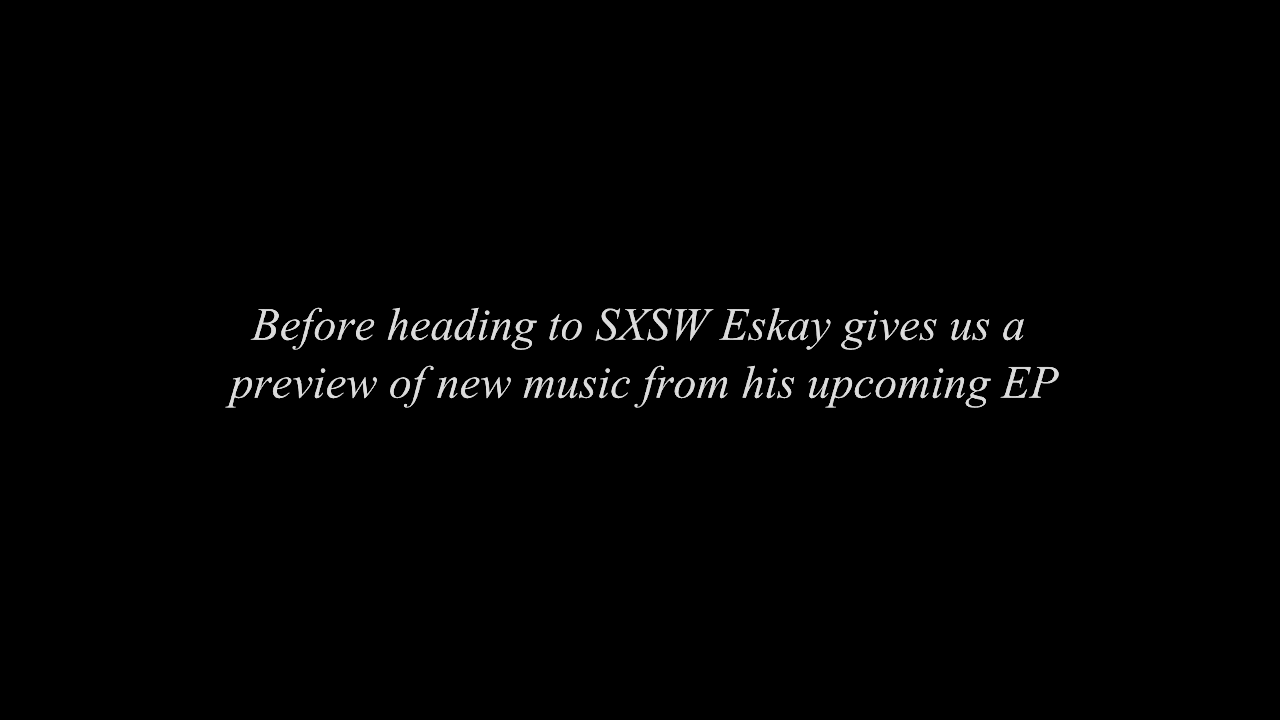 Before heading to SXSW Eskay gives us a
preview of new music from his upcoming EP